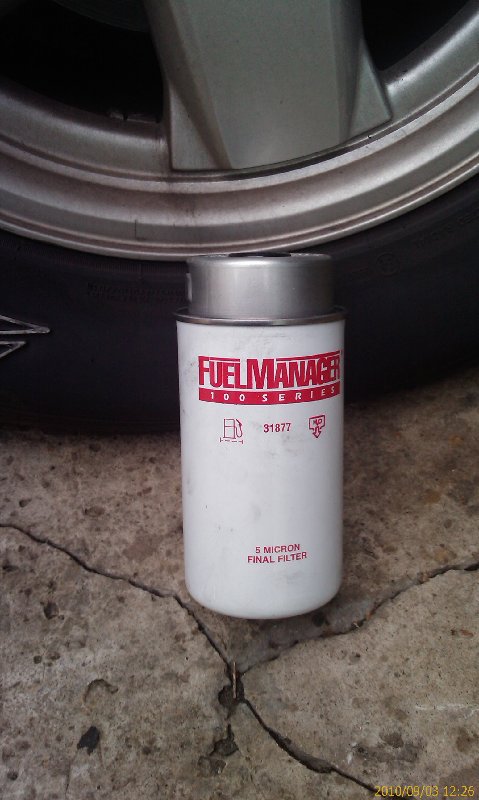 FUELMANAGER
100 SERIES
31877
5 MICRON
FINAL FILTER
2010/09/03 12:26